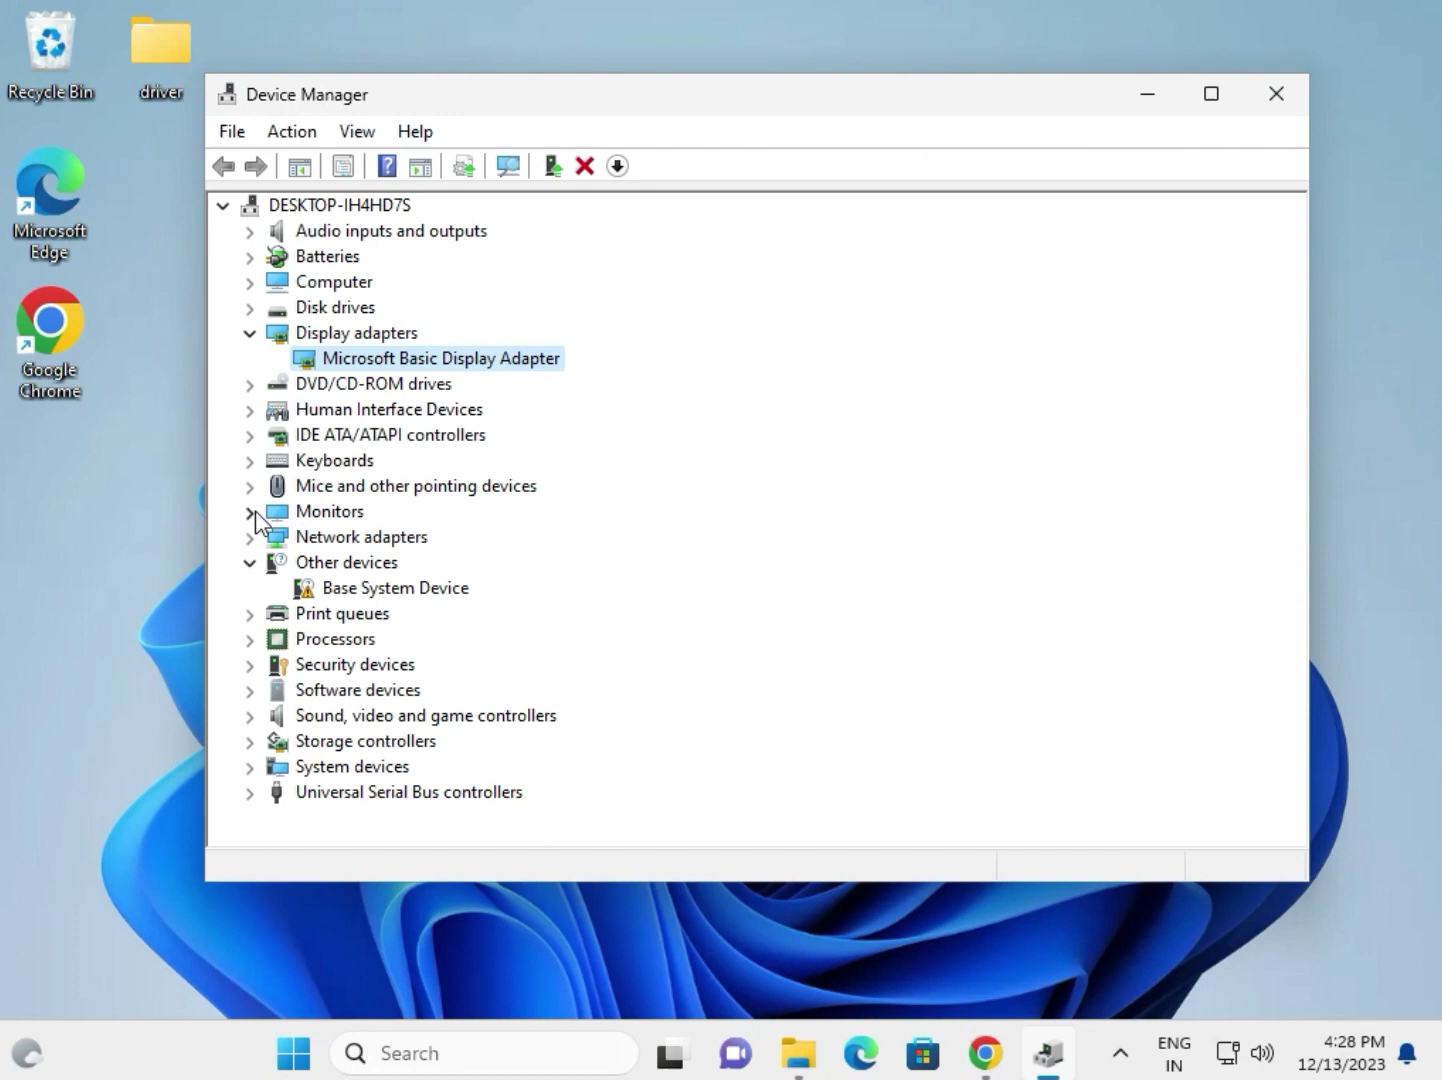 Recycle Bin
driver
Microsoft
Edge
Google
Chrome
Device Manager
File Action View Help
DESKTOP-IH4HD7S
Audio inputs and outputs
Batteries
Computer
Disk drives
Display adapters
Microsoft Basic Display Adapter
DVD/CD-ROM drives
Human Interface Devices
IDE ATA/ATAPI controllers
Keyboards
Mice and other pointing devices
Monitors
Network adapters
Other devices
Base System Device
Print queues
Processors
Security devices
Software devices
Sound, video and game controllers
Storage controllers
System devices
Universal Serial Bus controllers
Search
ENG
IN
4:28 PM
12/13/2023